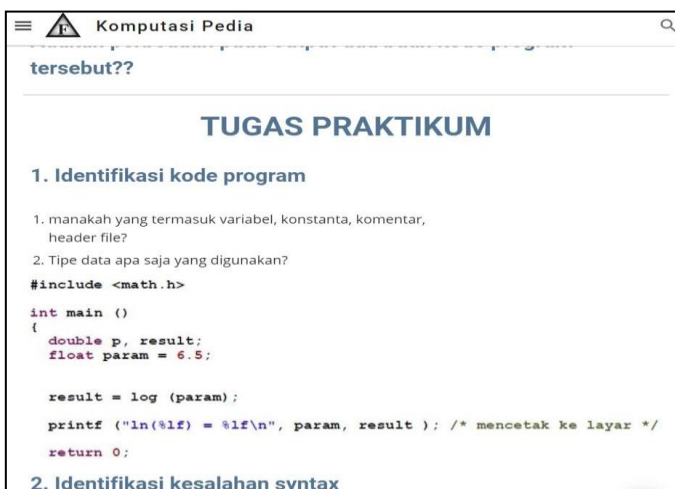 Komputasi Pedia
tersebut??
TUGAS PRAKTIKUM
1. Identifikasi kode program
1. manakah yang termasuk variabel, konstanta, komentar,
header file?
2. Tipe data apa saja yang digunakan?
#include <math.h>
int main ()
{
double p, result;
float param = 6.5;
result = log (param);
printf ("ln(%lf) = %lf\n", param, result ); /* mencetak ke layar */
return 0;
2. Identifikasi kesalahan syntax